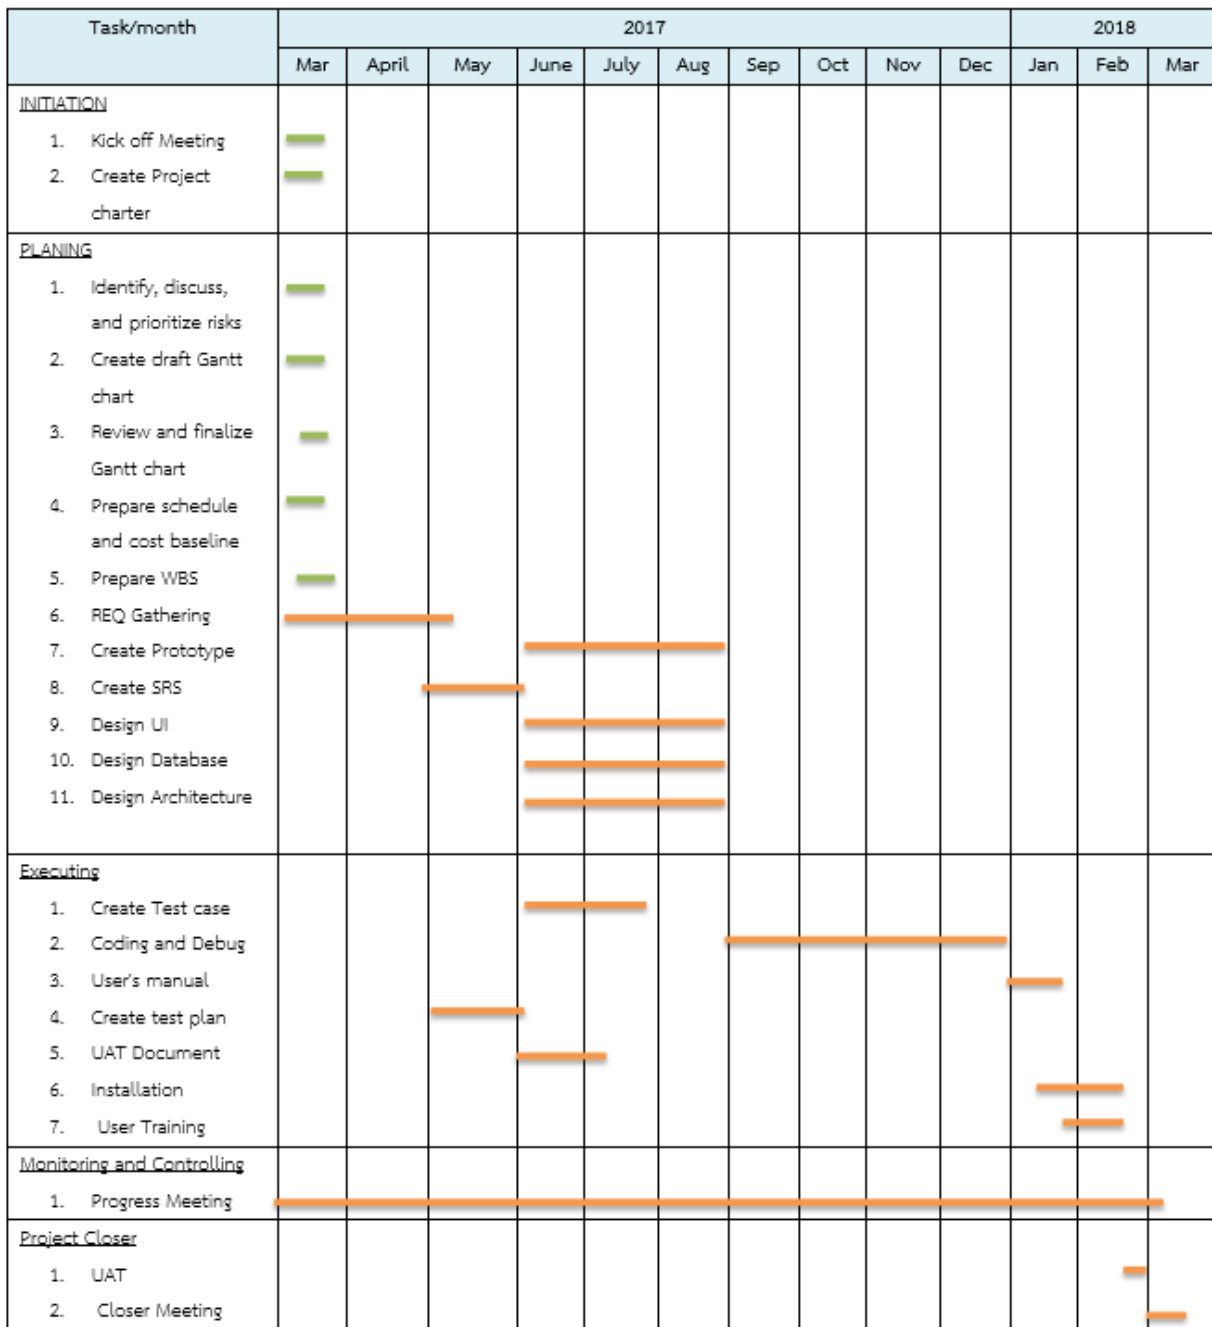 Task/month 2017 2018
Mar April May June July Aug Sep Oct Nov Dec Jan Feb Mar
INITIATION
1. Kick off Meeting
2. Create Project
charter
PLANING
1. Identify, discuss,
and prioritize risks
2. Create draft Gantt
chart
3. Review and finalize
Gantt chart
4. Prepare schedule
and cost baseline
5. Prepare WBS
6. REQ Gathering
7. Create Prototype
8. Create SRS
9. Design UI
10. Design Database
11. Design Architecture
Executing
1. Create Test case
2. Coding and Debug
3. User's manual
4. Create test plan
5. UAT Document
6. Installation
7. User Training
Monitoring and Controlling
1. Progress Meeting
Project Closer
1. UAT
2. Closer Meeting